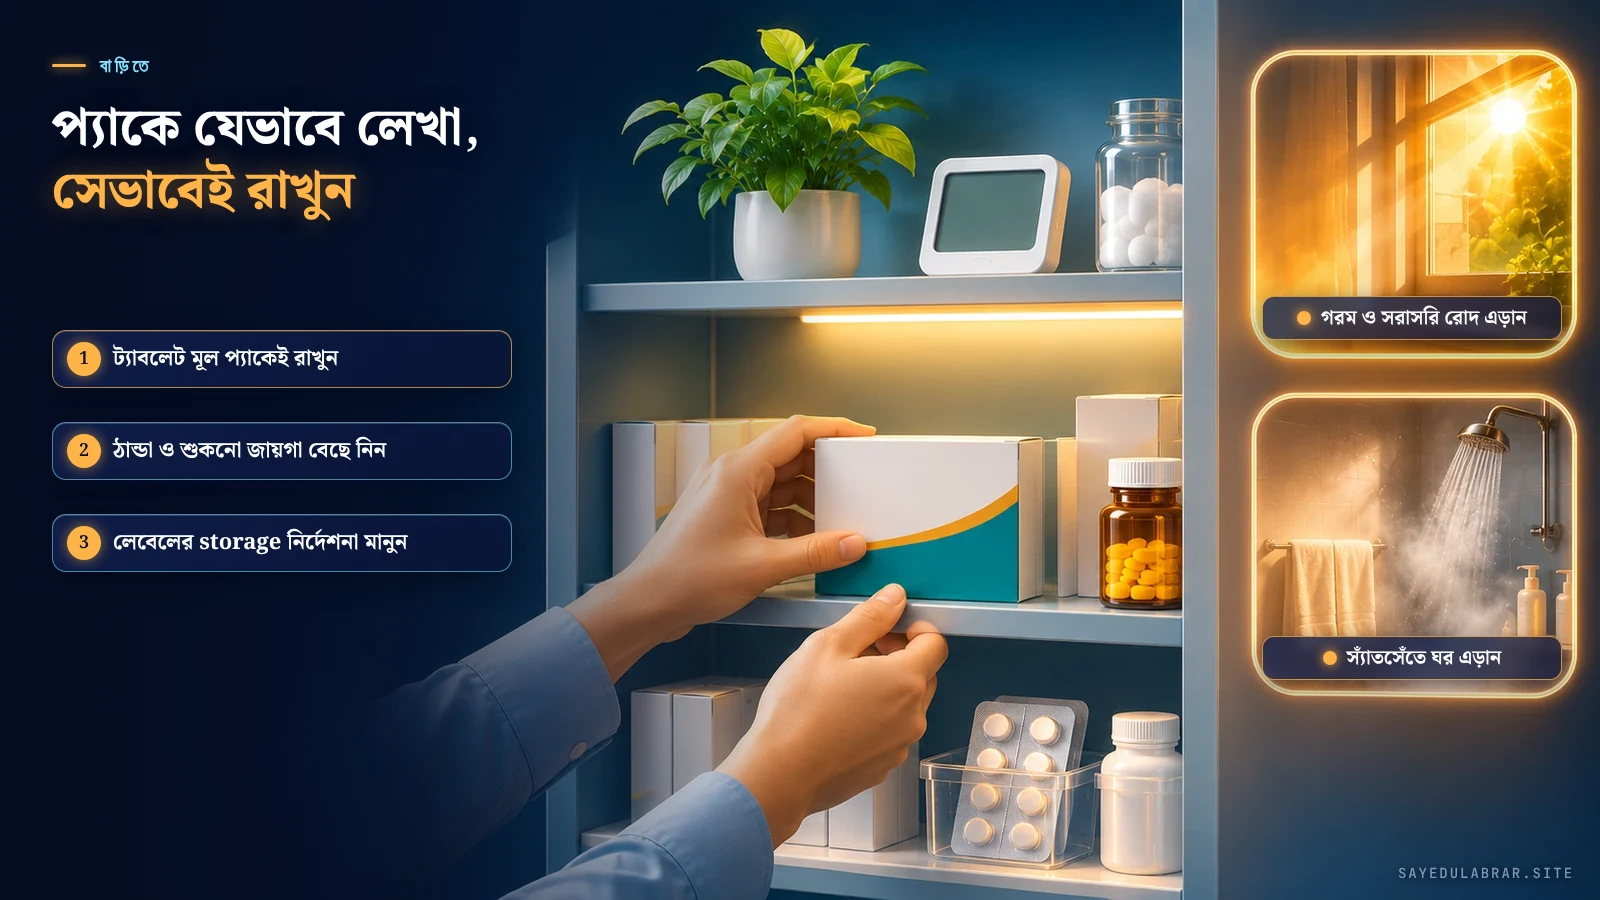 বাড়িতে
প্যাকে যেভাবে লেখা,
সেভাবেই রাখুন
1 ট্যাবলেট মূল প্যাকেই রাখুন
2 ঠান্ডা ও শুকনো জায়গা বেছে নিন
3 লেবেলের storage নির্দেশনা মানুন
গরম ও সরাসরি রোদ এড়ান
স্যাঁতসেঁতে ঘর এড়ান
SAYEDULABRAR.SITE